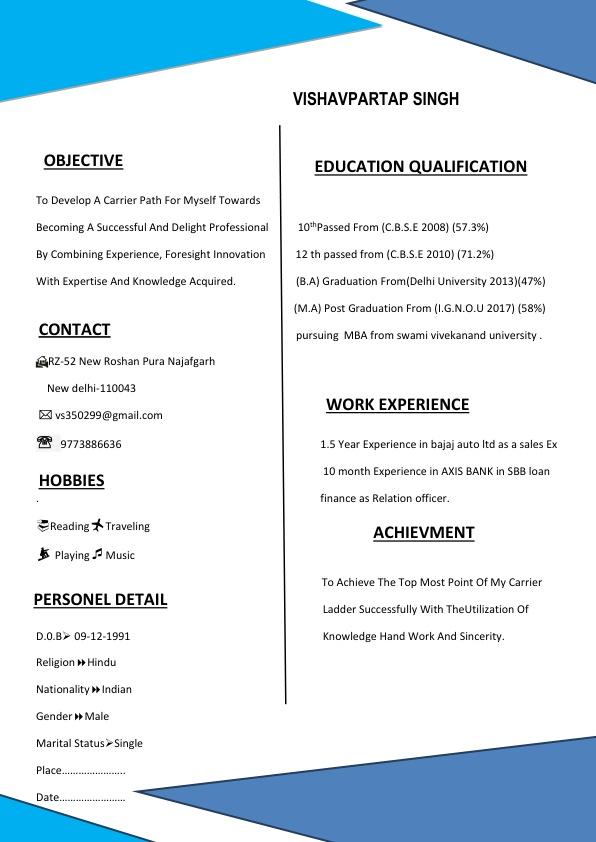 VISHAVPARTAP SINGH
OBJECTIVE
To Develop A Carrier Path For Myself Towards
Becoming A Successful And Delight Professional
By Combining Experience, Foresight Innovation
With Expertise And Knowledge Acquired.
CONTACT
RZ-52 New Roshan Pura Najafgarh
New delhi-110043
vs350299@gmail.com
9773886636
HOBBIES
.
Reading Traveling
Playing Music
PERSONEL DETAIL
D.0.B➢ 09-12-1991
Religion Hindu
Nationality Indian
Gender Male
Marital Status➢Single
Place.......................
Date........................
EDUCATION QUALIFICATION
10thPassed From (C.B.S.E 2008) (57.3%)
12 th passed from (C.B.S.E 2010) (71.2%)
(B.A) Graduation From(Delhi University 2013)(47%)
(M.A) Post Graduation From (I.G.N.O.U 2017) (58%)
pursuing MBA from swami vivekanand university .
WORK EXPERIENCE
1.5 Year Experience in bajaj auto ltd as a sales Ex
10 month Experience in AXIS BANK in SBB loan
finance as Relation officer.
ACHIEVMENT
To Achieve The Top Most Point Of My Carrier
Ladder Successfully With TheUtilization Of
Knowledge Hand Work And Sincerity.